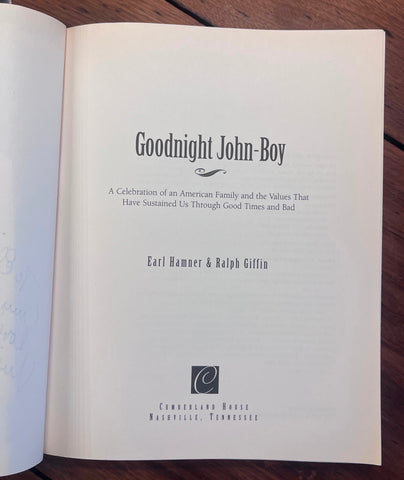 Goodnight John-Boy
A Celebration of an American Family and the Values That
Have Sustained Us Through Good Times and Bad
Earl Hamner & Ralph Giffin
C
Cumberland House
Nashville, Tennessee